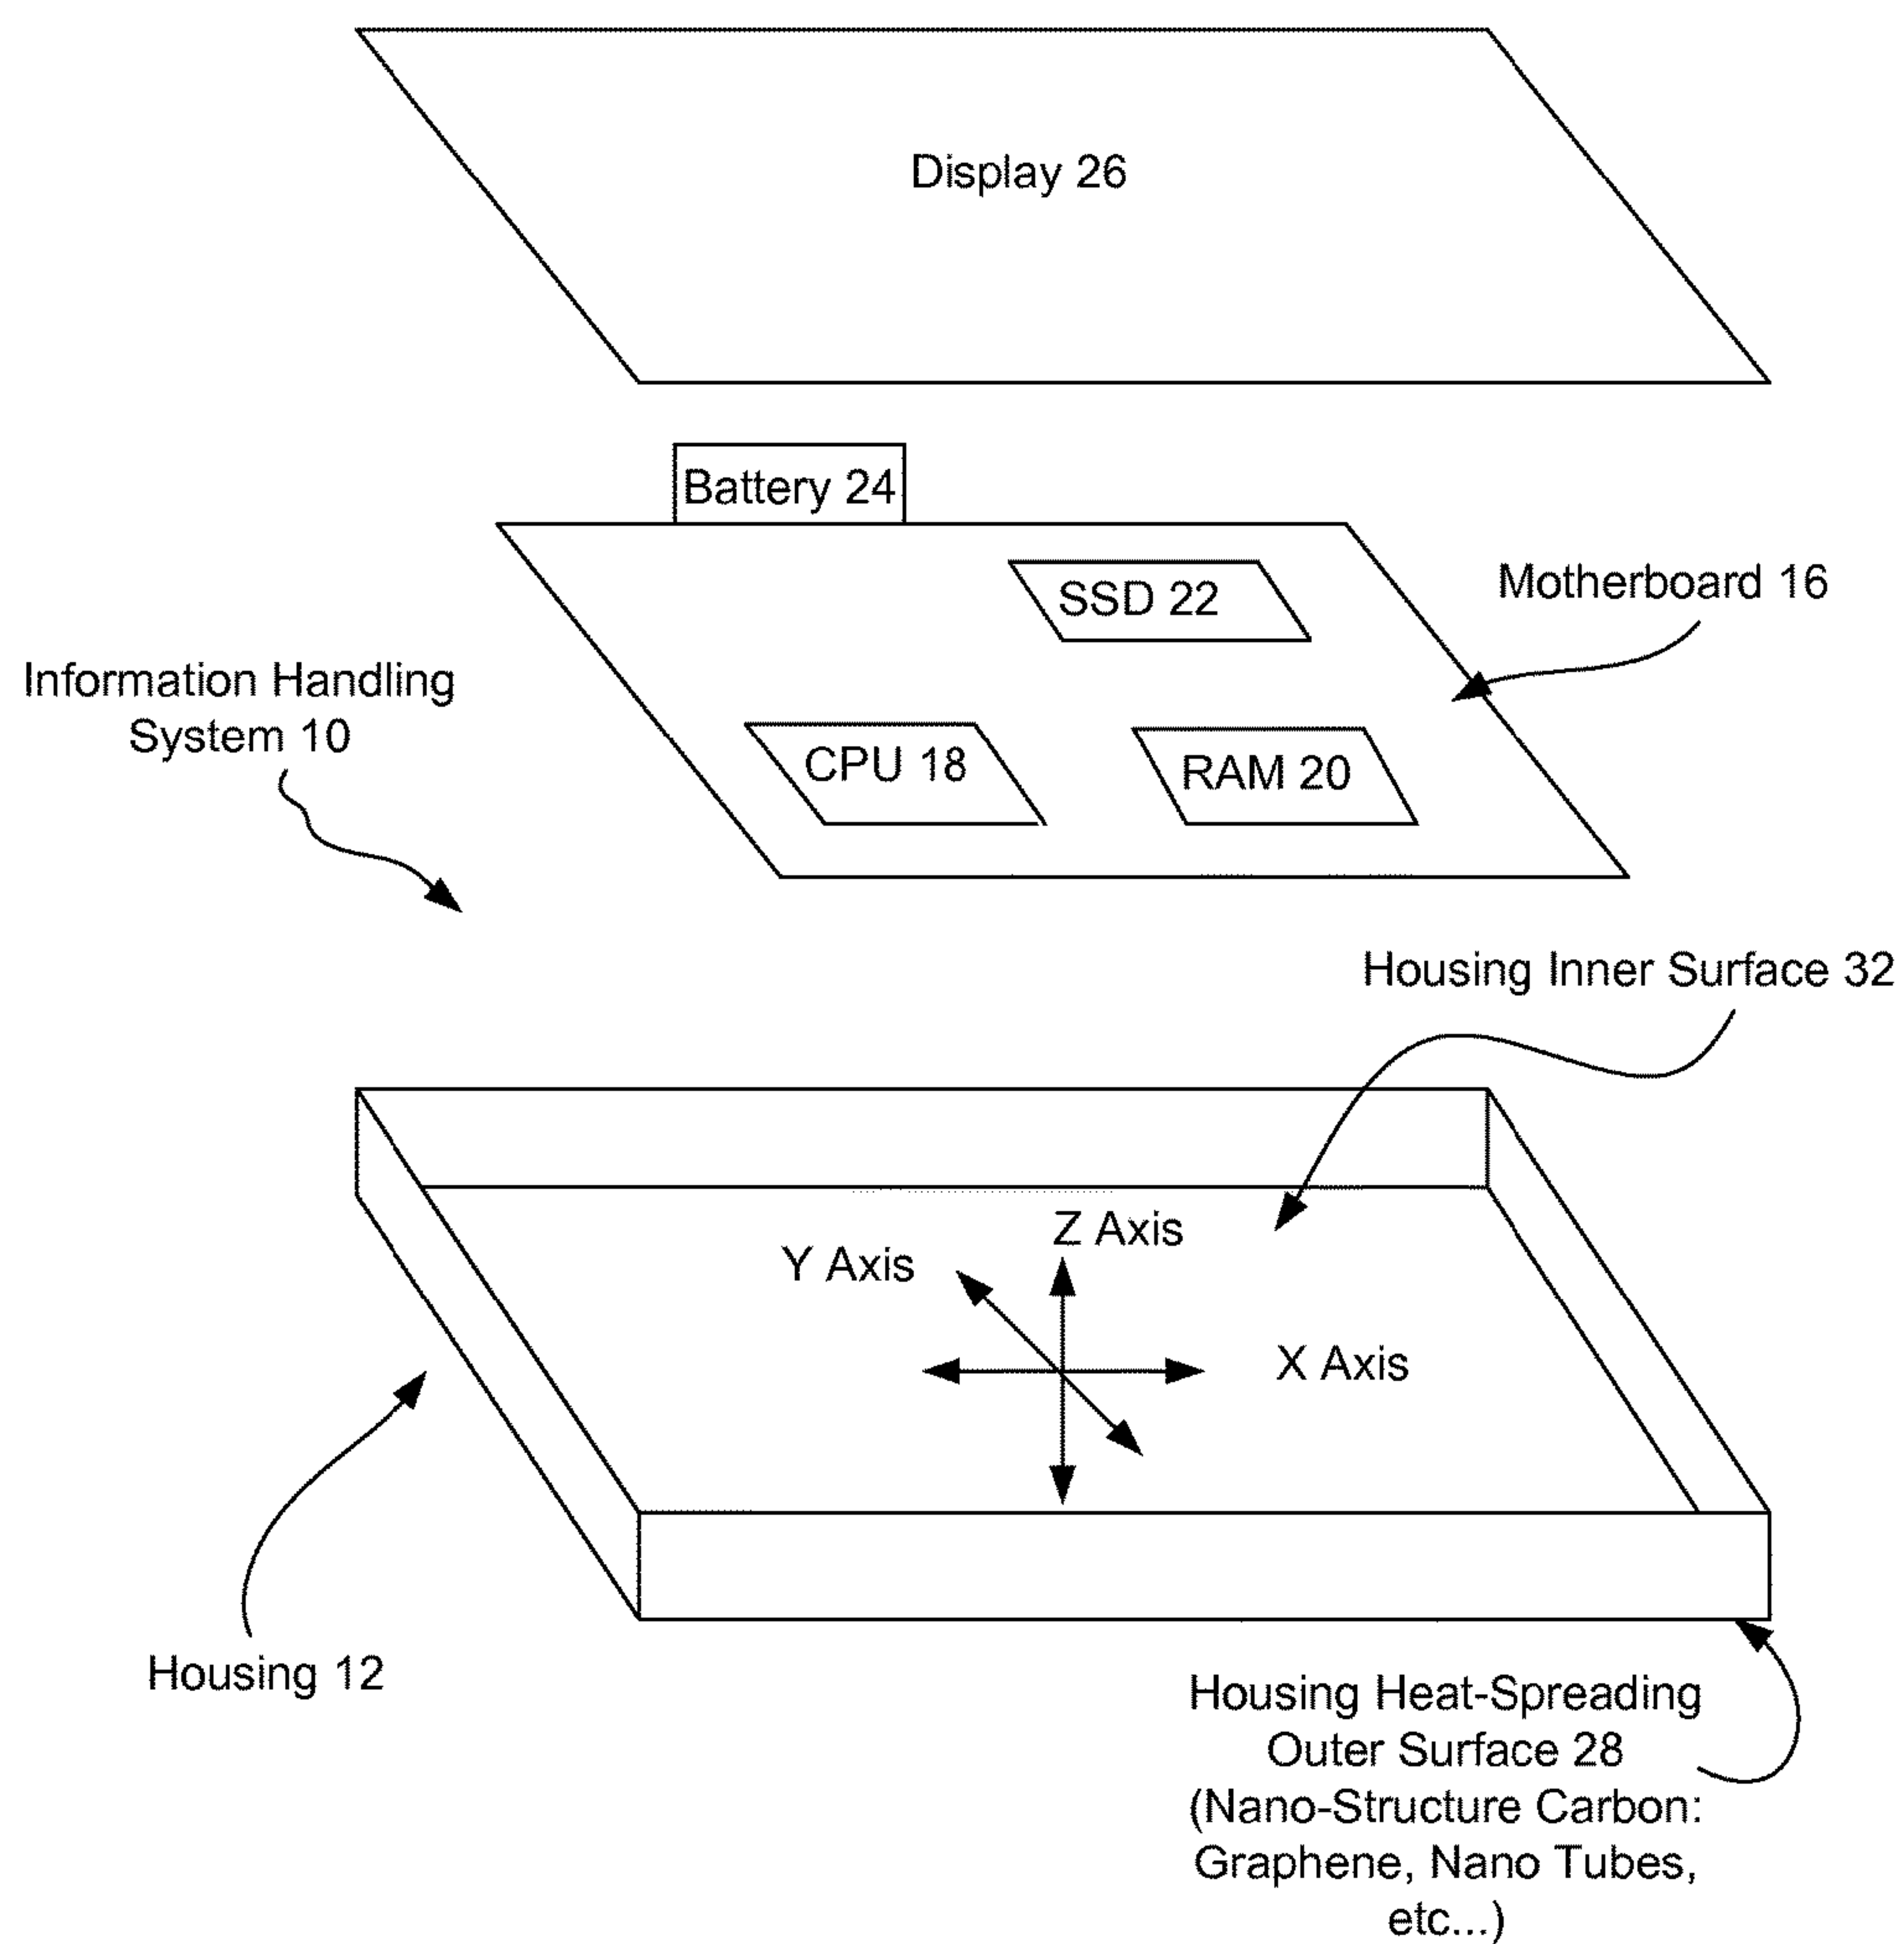 Display 26
Battery 24
SSD 22
Motherboard 16
Information Handling
System 10
CPU 18
RAM 20
Housing Inner Surface 32
Z Axis
Y Axis
X Axis
Housing 12
Housing Heat-Spreading
Outer Surface 28
(Nano-Structure Carbon:
Graphene, Nano Tubes,
etc...)